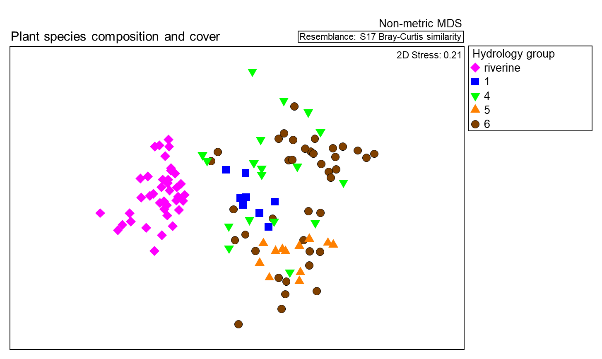 Non-metric MDS
Plant species composition and cover
Resemblance: S17 Bray-Curtis similarity
2D Stress: 0.21
Hydrology group
riverine
1
4
5
6